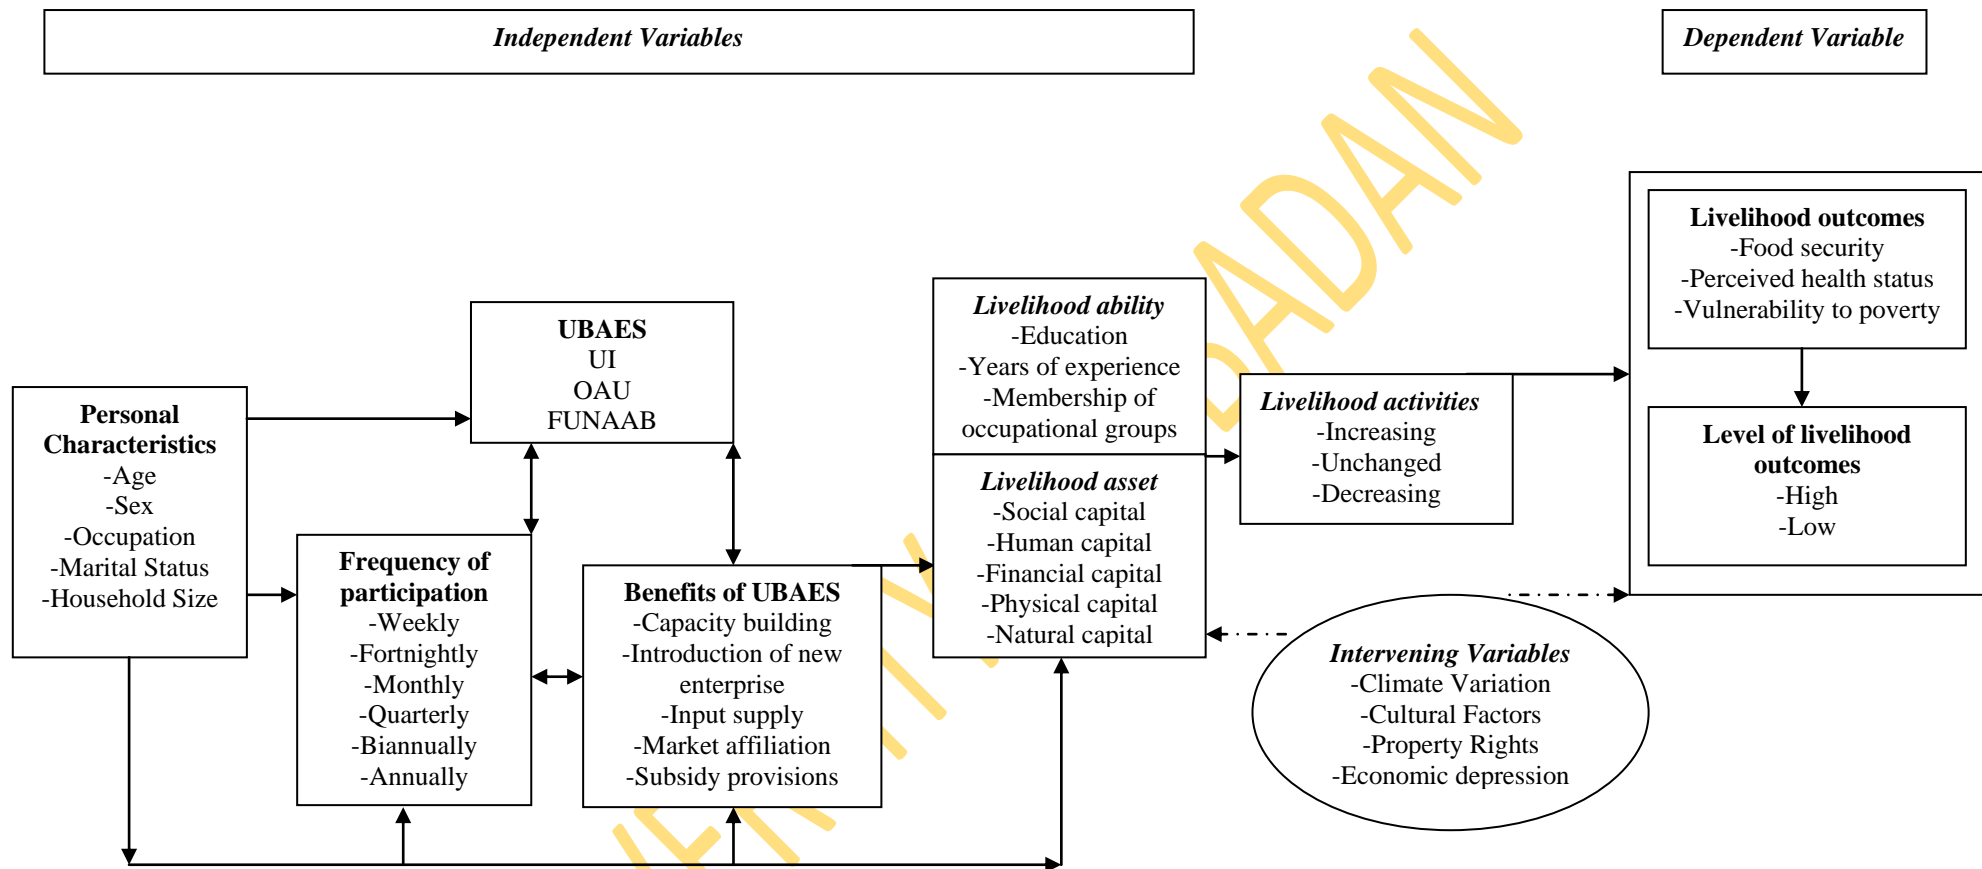 Independent Variables
Dependent Variable
Personal
Characteristics
-Age
-Sex
-Occupation
-Marital Status
-Household Size
UBAES
UI
OAU
FUNAAB
Frequency of
participation
-Weekly
-Fortnightly
-Monthly
-Quarterly
-Biannually
-Annually
Benefits of UBAES
-Capacity building
-Introduction of new
enterprise
-Input supply
-Market affiliation
-Subsidy provisions
Livelihood ability
-Education
-Years of experience
-Membership of
occupational groups
Livelihood asset
-Social capital
-Human capital
-Financial capital
-Physical capital
-Natural capital
Livelihood activities
-Increasing
-Unchanged
-Decreasing
Livelihood outcomes
-Food security
-Perceived health status
-Vulnerability to poverty
Level of livelihood
outcomes
-High
-Low
Intervening Variables
-Climate Variation
-Cultural Factors
-Property Rights
-Economic depression